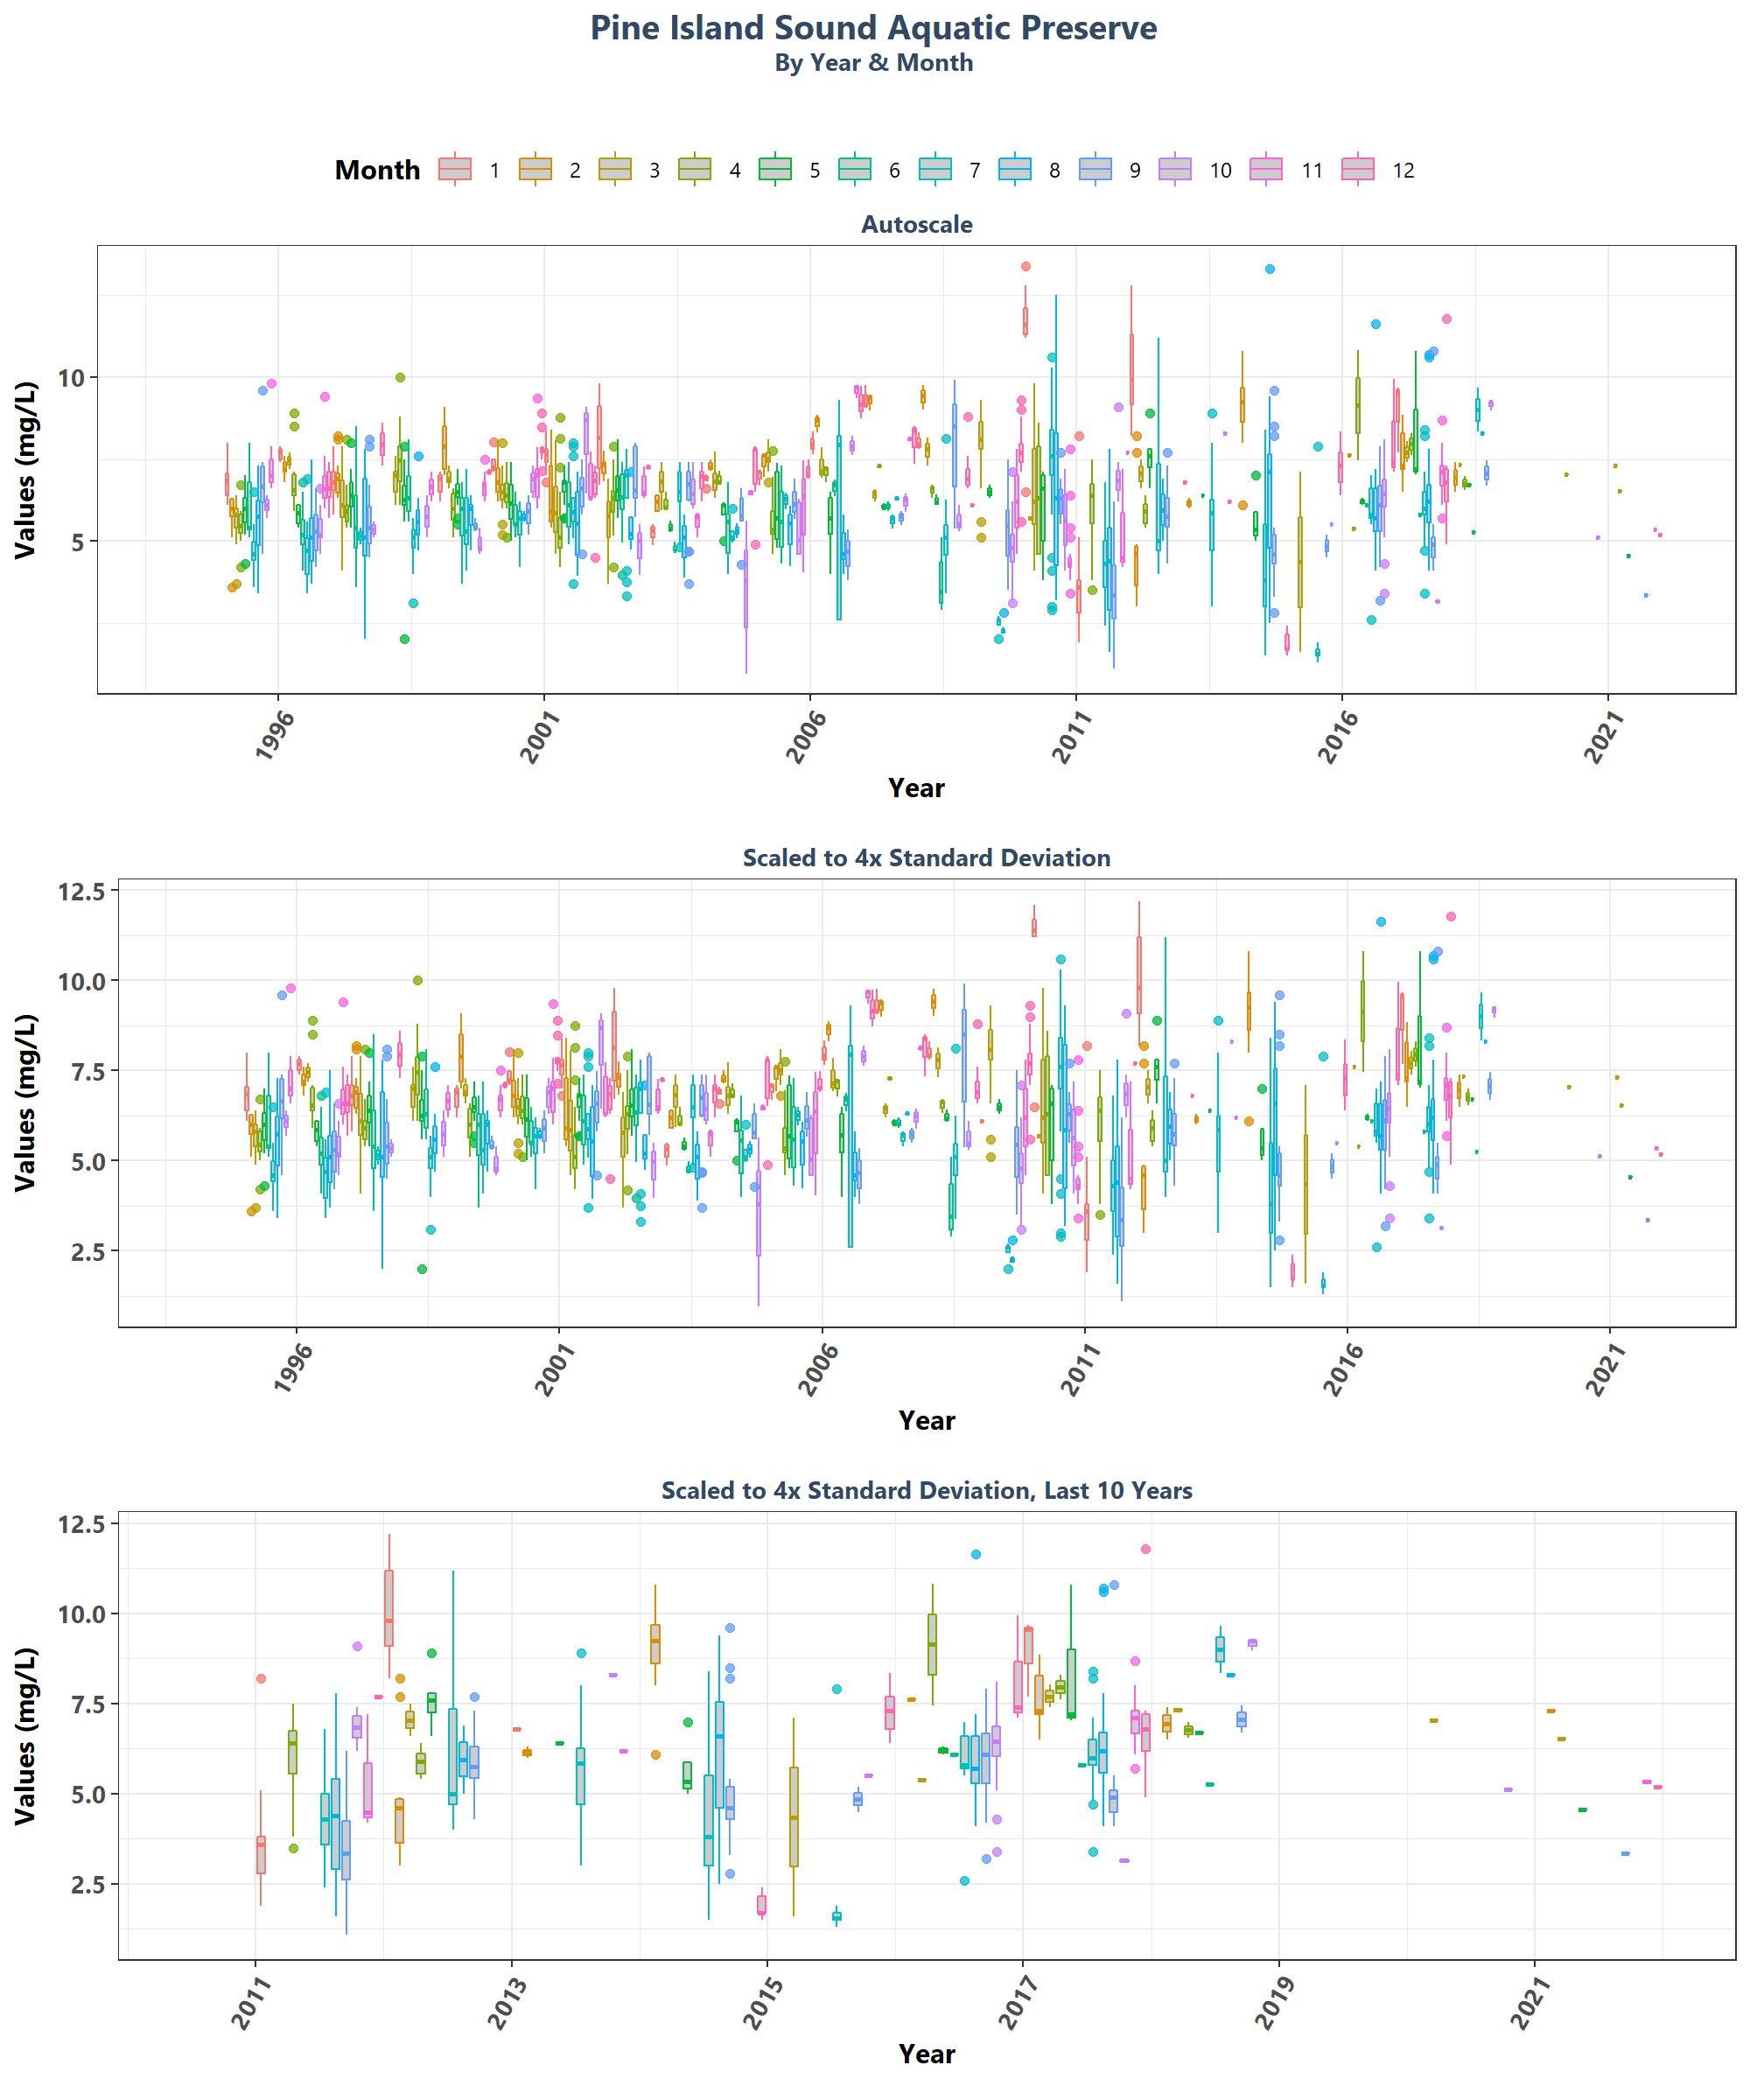 Pine Island Sound Aquatic Preserve
By Year & Month
Month 1 2 3 4 5 6 7 8 9 10 11 12
Autoscale
Values (mg/L)
10
5
1996 2001 2006 2011 2016 2021
Year
Scaled to 4x Standard Deviation
Values (mg/L)
12.5
10.0
7.5
5.0
2.5
1996 2001 2006 2011 2016 2021
Year
Scaled to 4x Standard Deviation, Last 10 Years
Values (mg/L)
12.5
10.0
7.5
5.0
2.5
2011 2013 2015 2017 2019 2021
Year